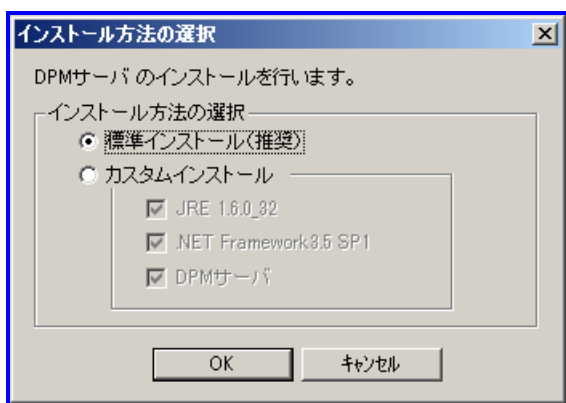 インストール方法の選択
DPMサーバ のインストールを行います。
インストール方法の選択
標準インストール(推奨)
カスタムインストール
JRE 1.6.0_32
.NET Framework3.5 SP1
DPMサーバ
OK キャンセル